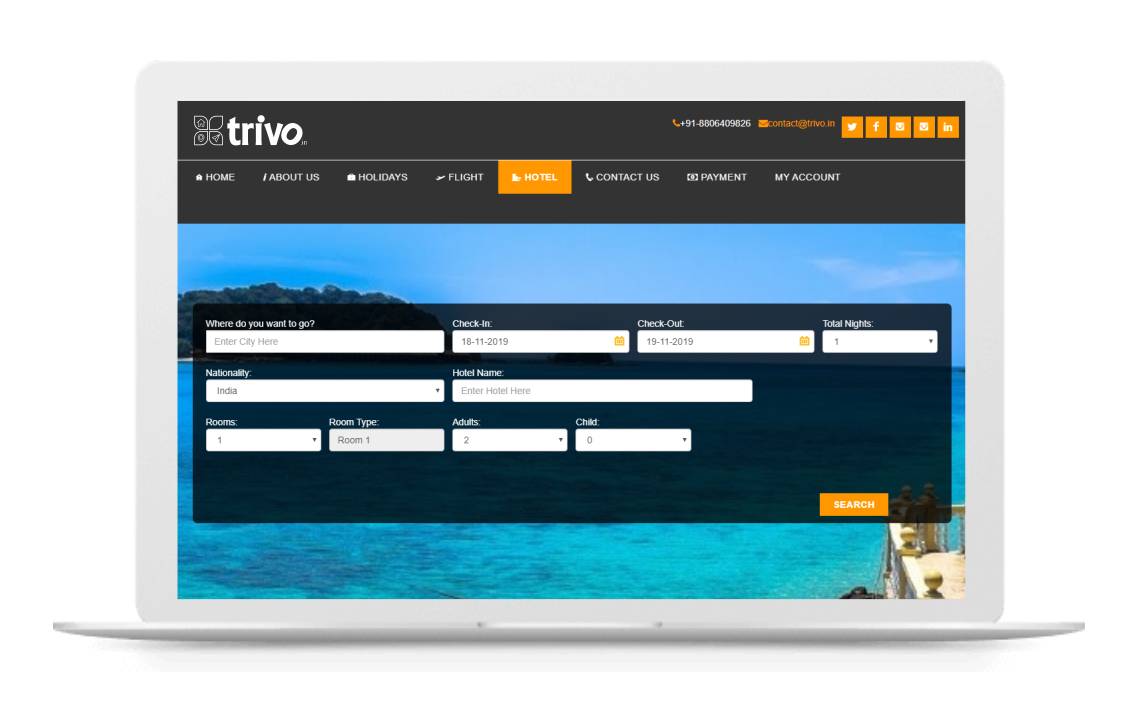 trivo.in
+91-8806409826 contact@trivo.in
HOME ABOUT US HOLIDAYS FLIGHT HOTEL CONTACT US PAYMENT MY ACCOUNT
Where do you want to go? Check-In: Check-Out: Total Nights:
Enter City Here 18-11-2019 19-11-2019 1
Nationality: Hotel Name:
India Enter Hotel Here
Rooms: Room Type: Adults: Child:
1 Room 1 2 0
SEARCH